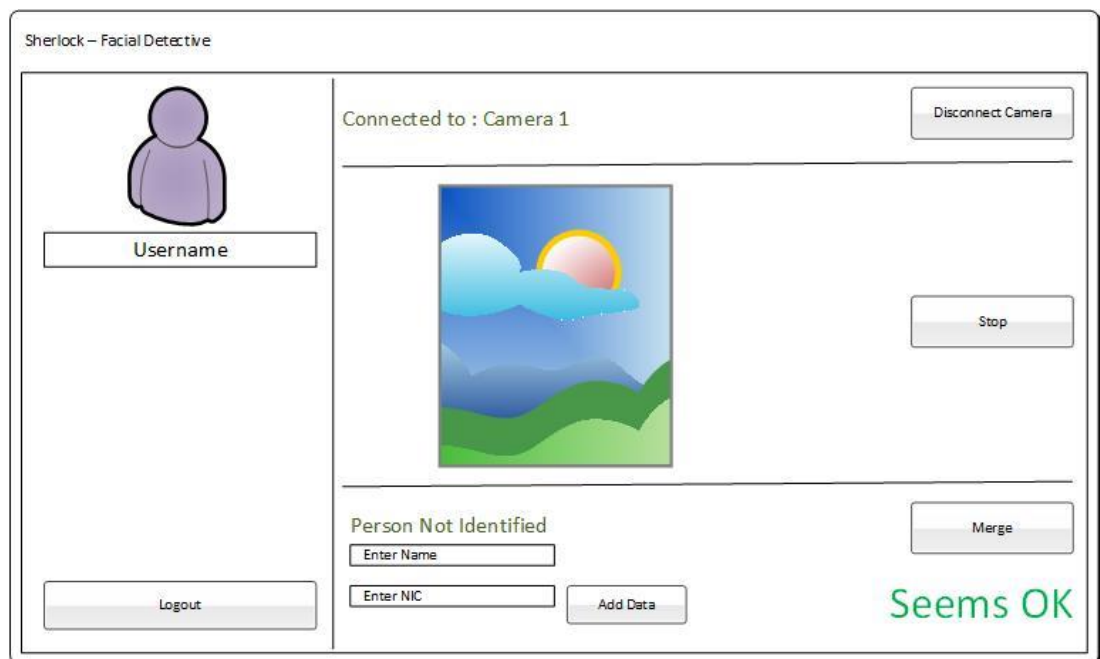 Sherlock – Facial Detective
Username
Logout
Connected to : Camera 1
Disconnect Camera
Stop
Person Not Identified
Enter Name
Enter NIC
Add Data
Merge
Seems OK